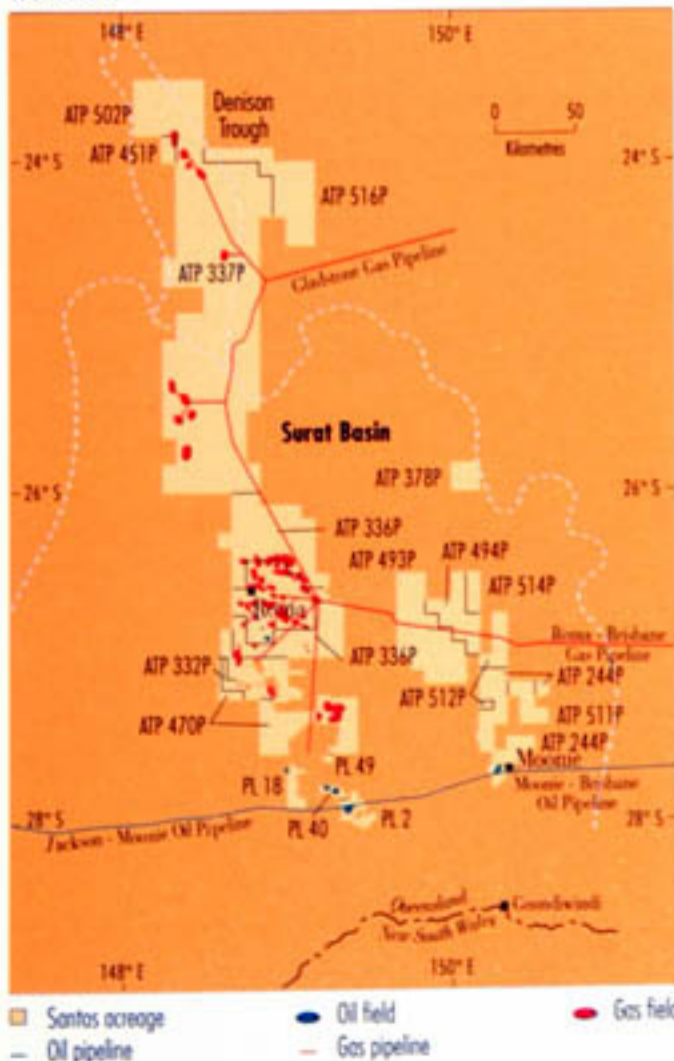 148° E
150° E
ATP 502P
Denison
Trough
0 50
Kilometres
ATP 451P
24° S
24° S
ATP 516P
ATP 337P
Gladstone Gas Pipeline
Surat Basin
ATP 378P
26° S
26° S
ATP 336P
ATP 493P
ATP 494P
ATP 514P
Roma
Roma - Brisbane
Gas Pipeline
ATP 336P
ATP 332P
ATP 244P
ATP 512P
ATP 511P
ATP 470P
ATP 244P
PL 49
Moonie
PL 18
Moonie - Brisbane
Oil Pipeline
28° S
Jackson - Moonie Oil Pipeline
PL 40
PL 2
28° S
Queensland
New South Wales
Goondiwindi
148° E
150° E
Santos acreage
Oil field
Gas field
Oil pipeline
Gas pipeline